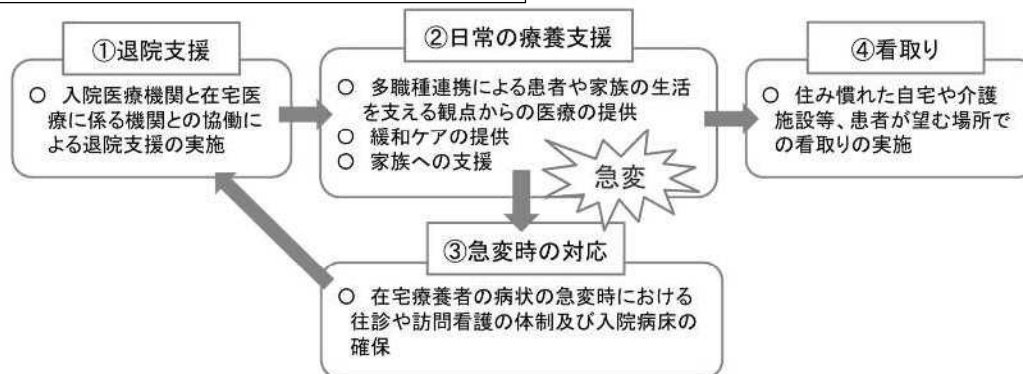 ①退院支援
○ 入院医療機関と在宅医
療に係る機関との協働に
よる退院支援の実施
②日常の療養支援
○ 多職種連携による患者や家族の生活
を支える観点からの医療の提供
○ 緩和ケアの提供
○ 家族への支援
急変
③急変時の対応
○ 在宅療養者の病状の急変時における
往診や訪問看護の体制及び入院病床の
確保
④看取り
○ 住み慣れた自宅や介護
施設等、患者が望む場所で
の看取りの実施